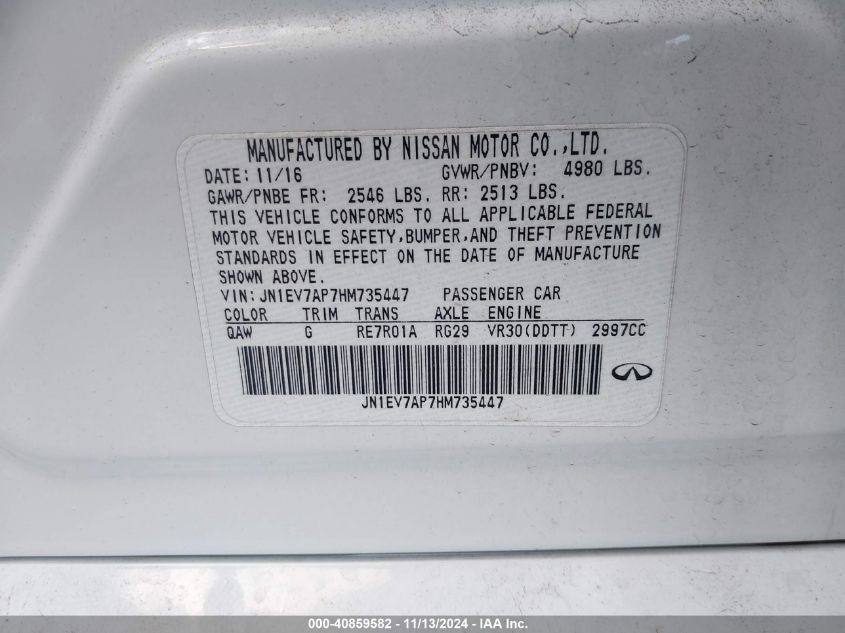 MANUFACTURED BY NISSAN MOTOR CO.,LTD.
DATE: 11/16 GVWR/PNBV: 4980 LBS.
GAWR/PNBE FR: 2546 LBS. RR: 2513 LBS.
THIS VEHICLE CONFORMS TO ALL APPLICABLE FEDERAL
MOTOR VEHICLE SAFETY,BUMPER,AND THEFT PREVENTION
STANDARDS IN EFFECT ON THE DATE OF MANUFACTURE
SHOWN ABOVE.
VIN:JN1EV7AP7HM735447 PASSENGER CAR
COLOR TRIM TRANS AXLE ENGINE
QAW G RE7R01A RG29 VR30(DDTT) 2997CC
JN1EV7AP7HM735447
000-40859582 - 11/13/2024 - IAA Inc.